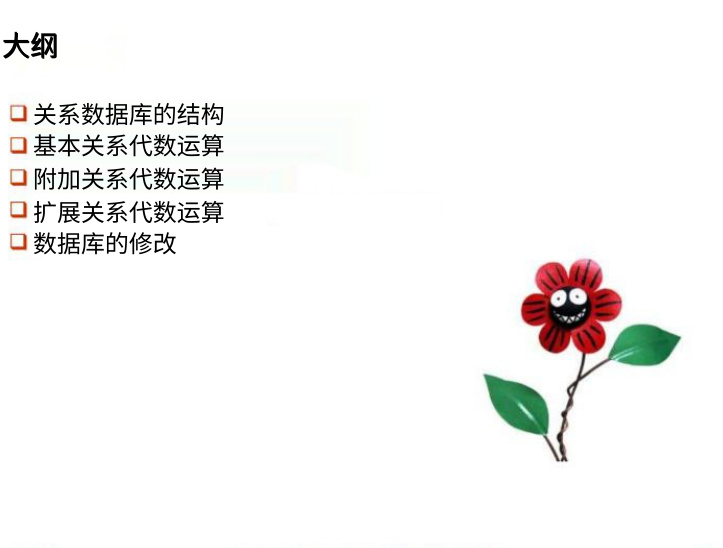 大纲
关系数据库的结构
基本关系代数运算
附加关系代数运算
扩展关系代数运算
数据库的修改